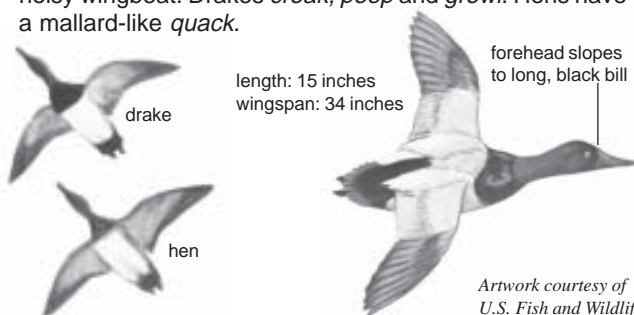 noisy wingbeat. Drakes croak, peep and growl. Hens have
a mallard-like quack.
drake
length: 15 inches
wingspan: 34 inches
forehead slopes
to long, black bill
hen
Artwork courtesy of
U.S. Fish and Wildlif